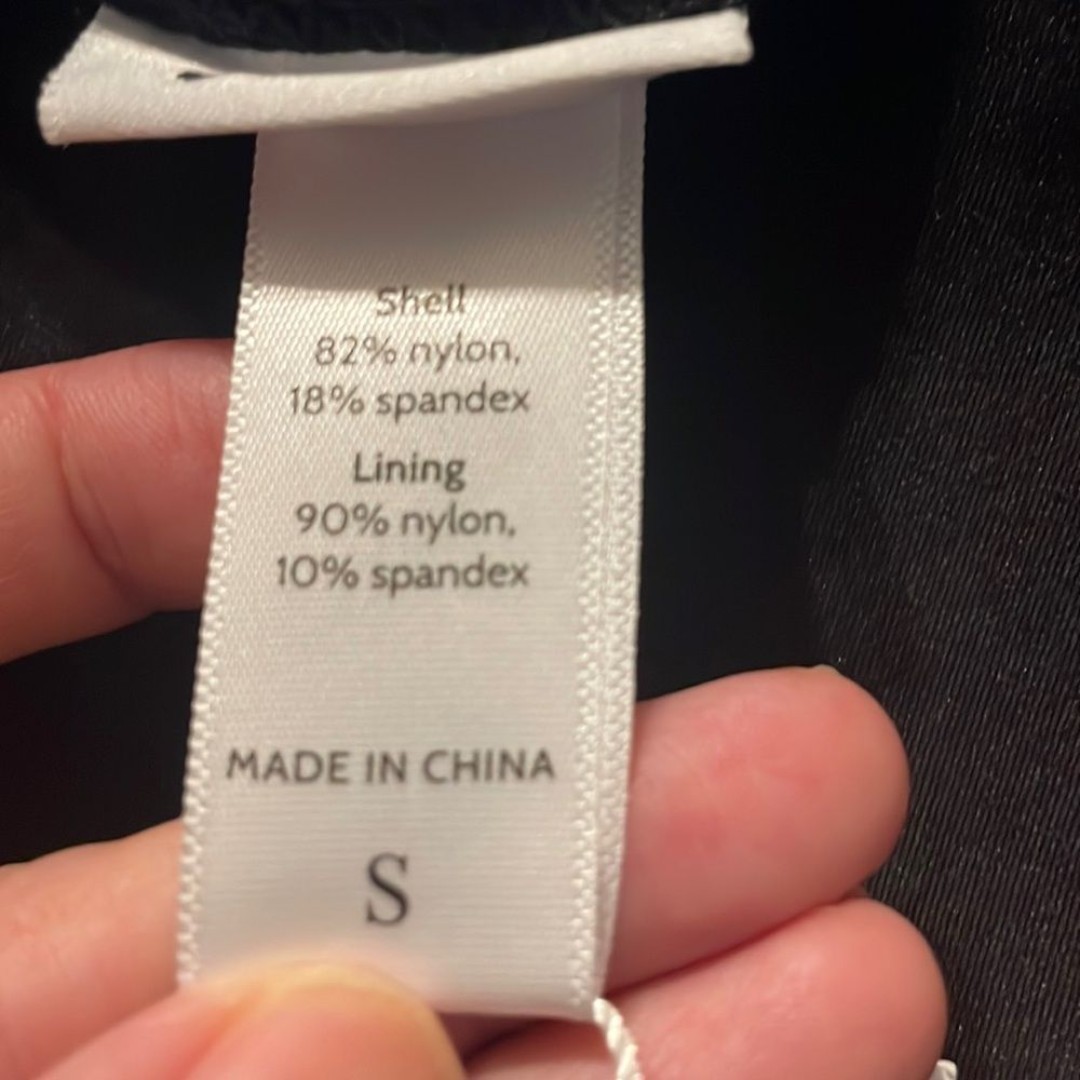 Shell
82% nylon,
18% spandex
Lining
90% nylon,
10% spandex
MADE IN CHINA
S